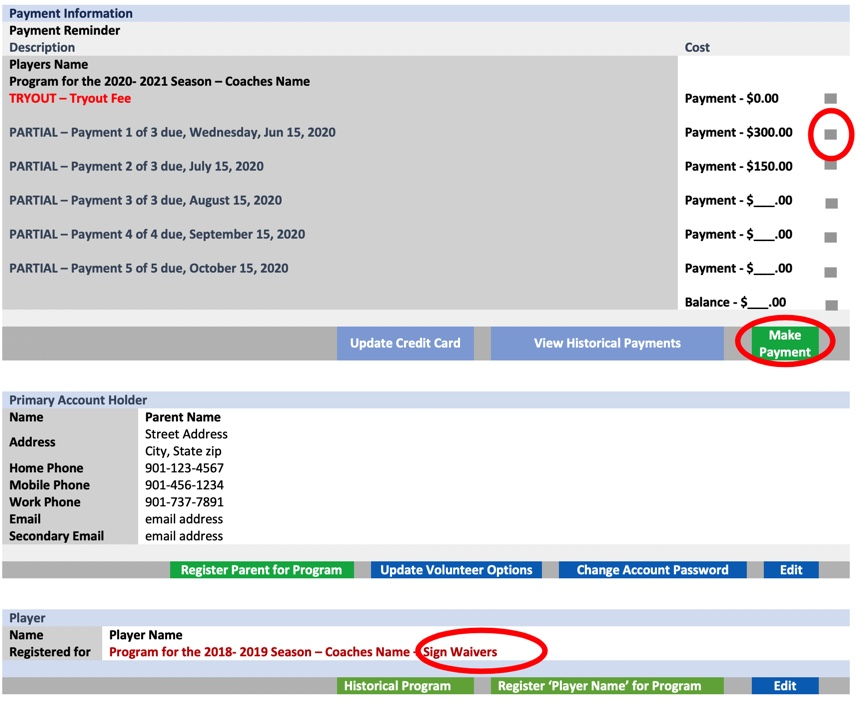 Payment Information
Payment Reminder
Description Cost
Players Name
Program for the 2020- 2021 Season – Coaches Name
TRYOUT – Tryout Fee Payment - $0.00
PARTIAL – Payment 1 of 3 due, Wednesday, Jun 15, 2020 Payment - $300.00
PARTIAL – Payment 2 of 3 due, July 15, 2020 Payment - $150.00
PARTIAL – Payment 3 of 3 due, August 15, 2020 Payment - $___.00
PARTIAL – Payment 4 of 4 due, September 15, 2020 Payment - $___.00
PARTIAL – Payment 5 of 5 due, October 15, 2020 Payment - $___.00
Balance - $___.00
Update Credit Card View Historical Payments Make
Payment
Primary Account Holder
Name Parent Name
Address Street Address
City, State zip
Home Phone 901-123-4567
Mobile Phone 901-456-1234
Work Phone 901-737-7891
Email email address
Secondary Email email address
Register Parent for Program Update Volunteer Options Change Account Password Edit
Player
Name Player Name
Registered for Program for the 2018- 2019 Season – Coaches Name - Sign Waivers
Historical Program Register ‘Player Name’ for Program Edit